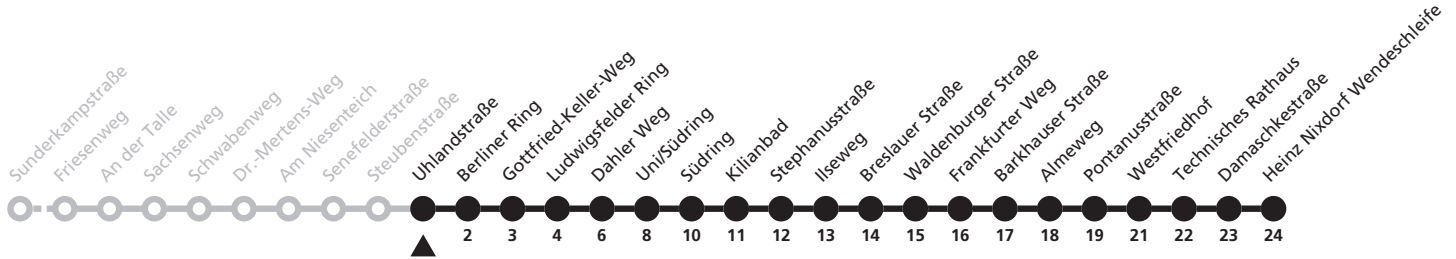 Sunderkampstraße
Friesenweg
An der Talle
Sachsenweg
Schwabenweg
Dr.-Mertens-Weg
Am Niesenteich
Senefelderstraße
Steubenstraße
Uhlandstraße
Berliner Ring
Gottfried-Keller-Weg
Ludwigsfelder Ring
Dahler Weg
Uni/Südring
Südring
Kilianbad
Stephanusstraße
Ilseweg
Breslauer Straße
Waldenburger Straße
Frankfurter Weg
Barkhauser Straße
Almeweg
Pontanusstraße
Westfriedhof
Technisches Rathaus
Damaschkestraße
Heinz Nixdorf Wendeschleife
2 3 4 6 8 10 11 12 13 14 15 16 17 18 19 21 22 23 24